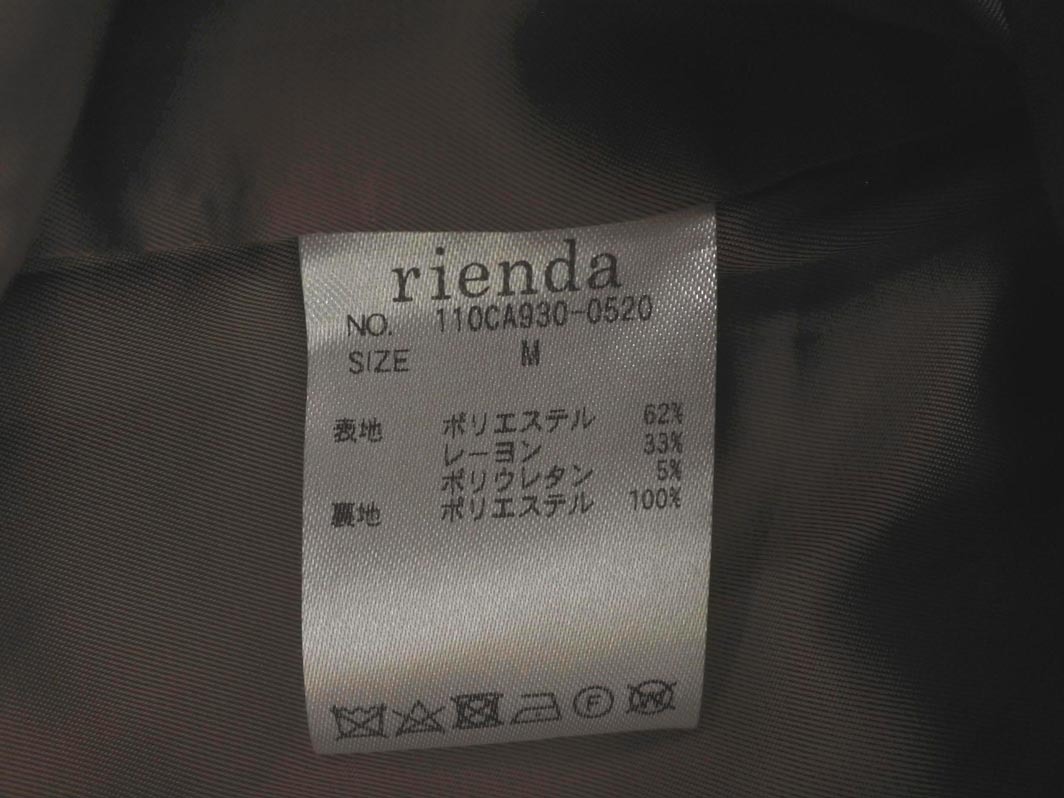 rienda
NO. 110CA930-0520
SIZE M
表地 ポリエステル 62%
レーヨン 33%
ポリウレタン 5%
裏地 ポリエステル 100%
F
W